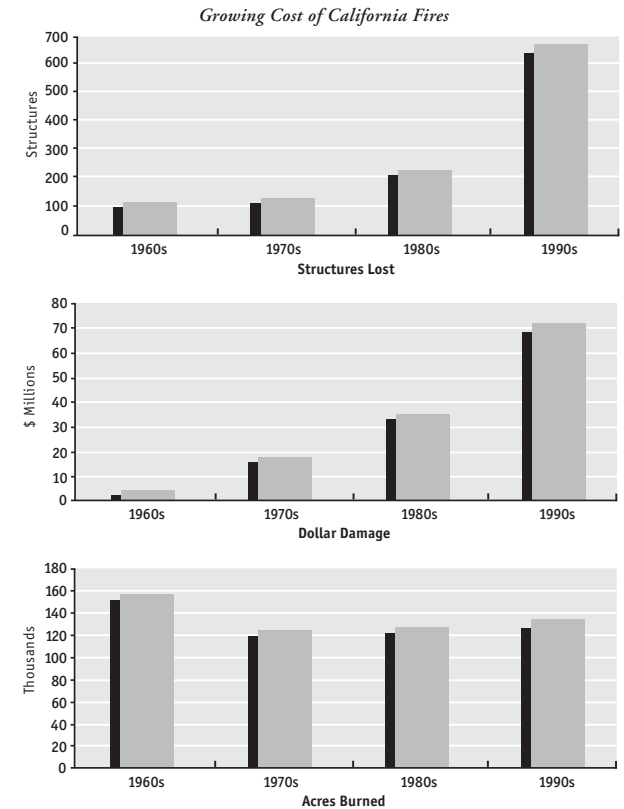 Growing Cost of California Fires
700
600
500
400
300
200
100
0
Structures
1960s 1970s 1980s 1990s
Structures Lost
80
70
60
50
40
30
20
10
0
$ Millions
1960s 1970s 1980s 1990s
Dollar Damage
180
160
140
120
100
80
60
40
20
0
Thousands
1960s 1970s 1980s 1990s
Acres Burned